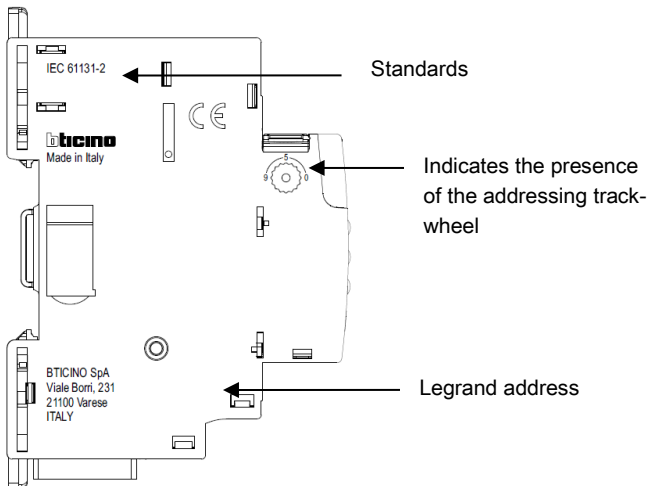 IEC 61131-2
Standards
CE
bticino
Made in Italy
5
9 0
Indicates the presence
of the addressing track-
wheel
BTICINO SpA
Viale Borri, 231
21100 Varese
ITALY
Legrand address